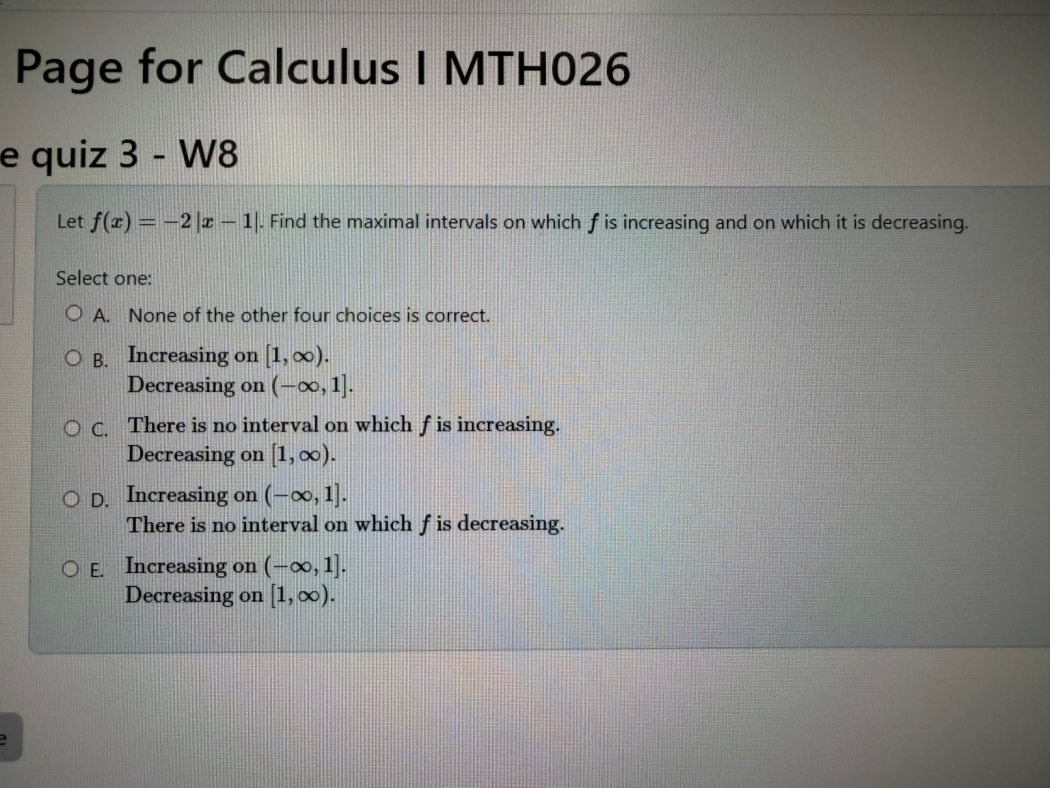 Page for Calculus I MTH026
e quiz 3 - W8
Let f(x) = −2 |x − 1|. Find the maximal intervals on which f is increasing and on which it is decreasing.
Select one:
A. None of the other four choices is correct.
B. Increasing on [1, ∞).
Decreasing on (−∞, 1].
C. There is no interval on which f is increasing.
Decreasing on [1, ∞).
D. Increasing on (−∞, 1].
There is no interval on which f is decreasing.
E. Increasing on (−∞, 1].
Decreasing on [1, ∞).
e